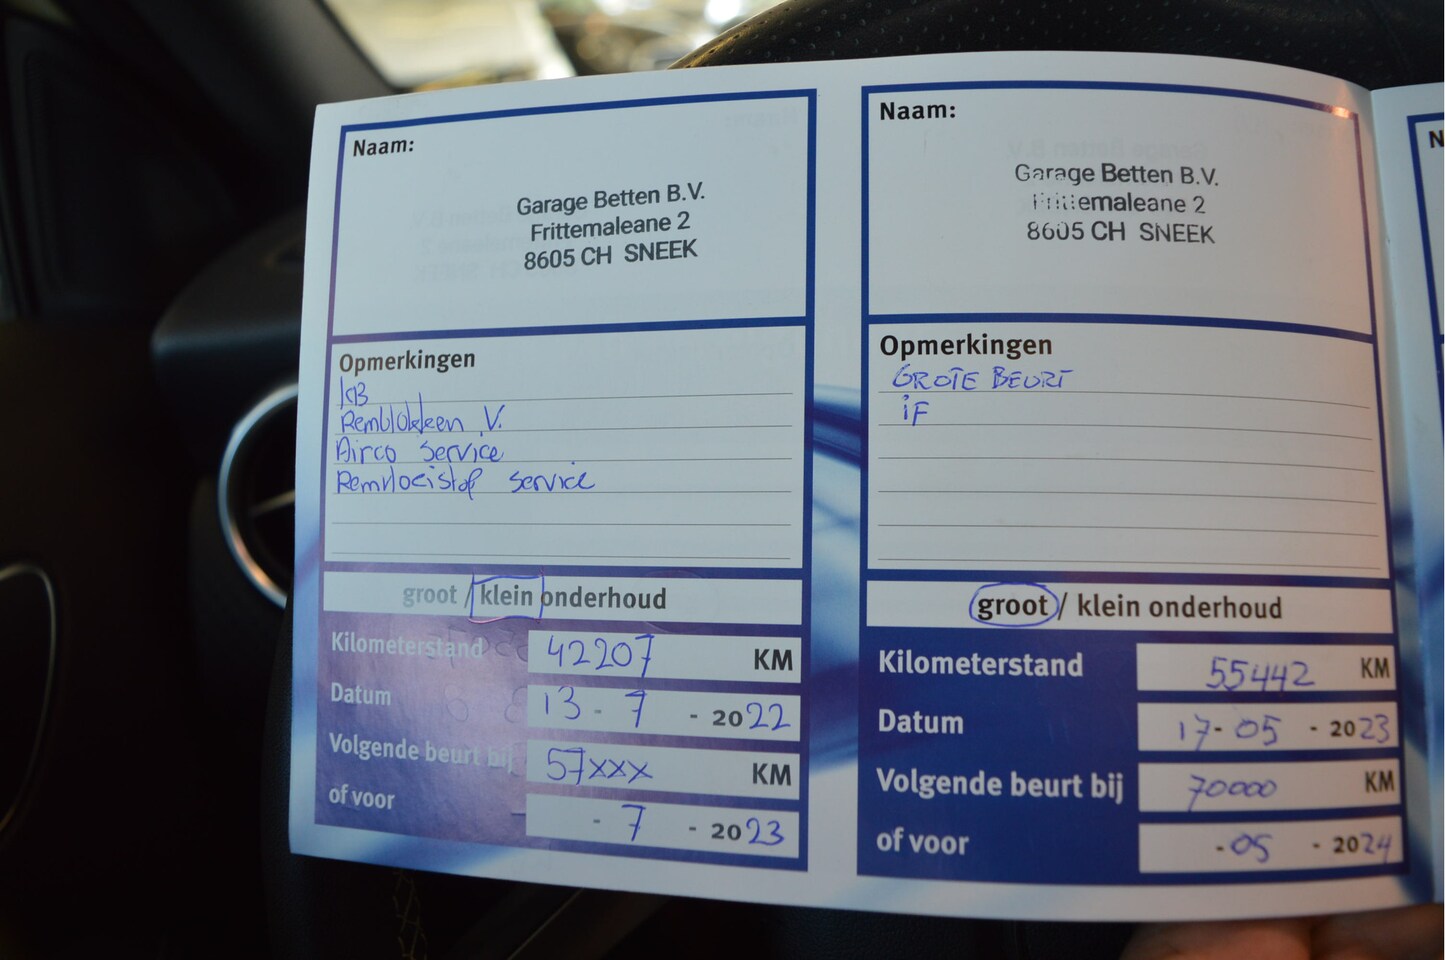 Naam:
Garage Betten B.V.
Frittemaleane 2
8605 CH SNEEK
Opmerkingen
KB
Remblokken V.
Airco service
Remvloeistof service
groot / klein onderhoud
Kilometerstand 42207 KM
Datum 13 - 7 - 2022
Volgende beurt bij 57xxx KM
of voor - 7 - 2023
Naam:
Garage Betten B.V.
Frittemaleane 2
8605 CH SNEEK
Opmerkingen
GROTE BEURT
iF
groot / klein onderhoud
Kilometerstand 55442 KM
Datum 17 - 05 - 2023
Volgende beurt bij 70000 KM
of voor - 05 - 2024
N